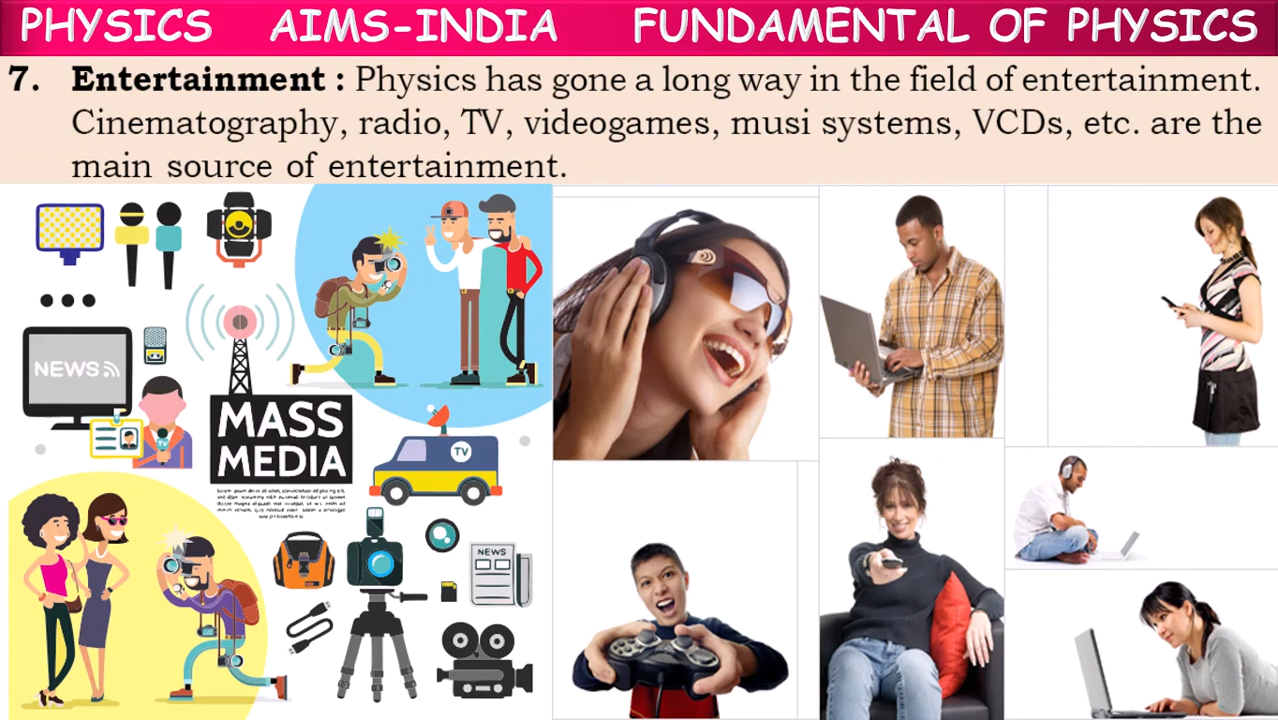 PHYSICS AIMS-INDIA FUNDAMENTAL OF PHYSICS
7. Entertainment : Physics has gone a long way in the field of entertainment.
Cinematography, radio, TV, videogames, musi systems, VCDs, etc. are the
main source of entertainment.
NEWS
TV
MASS
MEDIA
TV
NEWS